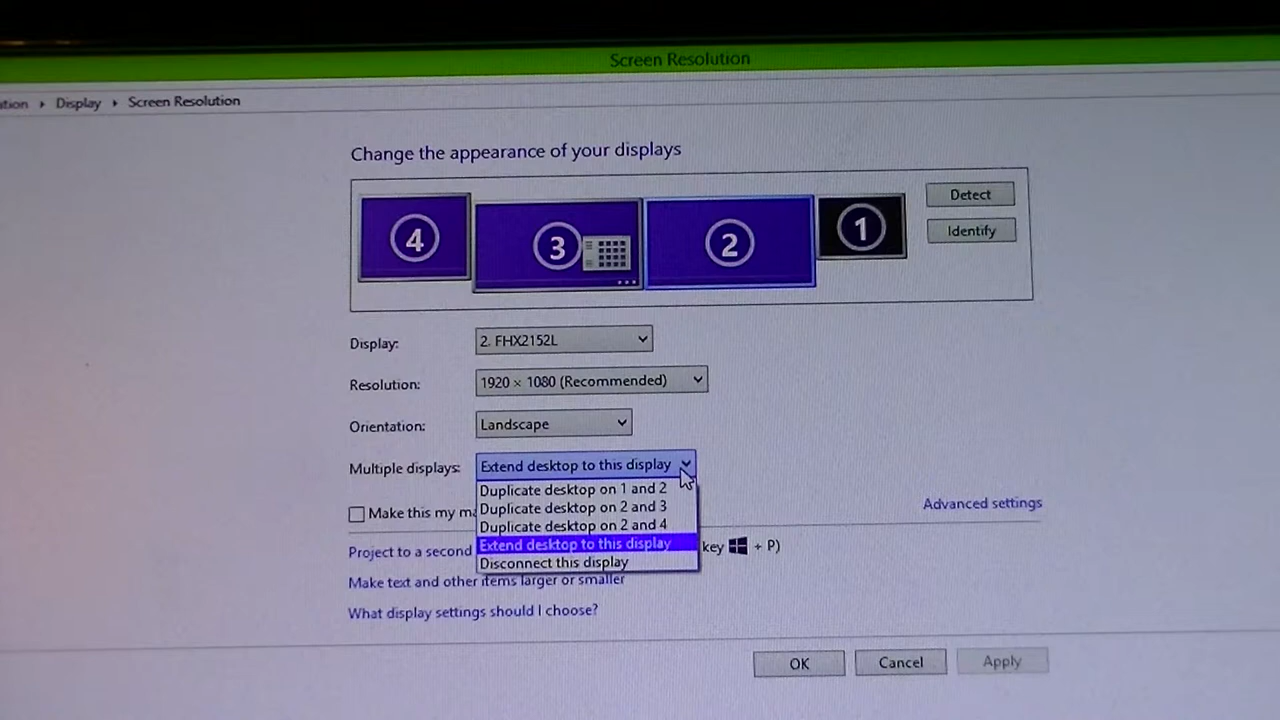 Screen Resolution
Display ▸ Screen Resolution
Change the appearance of your displays
4 3 2 1
Detect
Identify
Display: 2. FHX2152L
Resolution: 1920 × 1080 (Recommended)
Orientation: Landscape
Multiple displays: Extend desktop to this display
Duplicate desktop on 1 and 2
Duplicate desktop on 2 and 3
Duplicate desktop on 2 and 4
Extend desktop to this display
Disconnect this display
Make this my
Advanced settings
Project to a second key + P)
Make text and other items larger or smaller
What display settings should I choose?
OK Cancel Apply